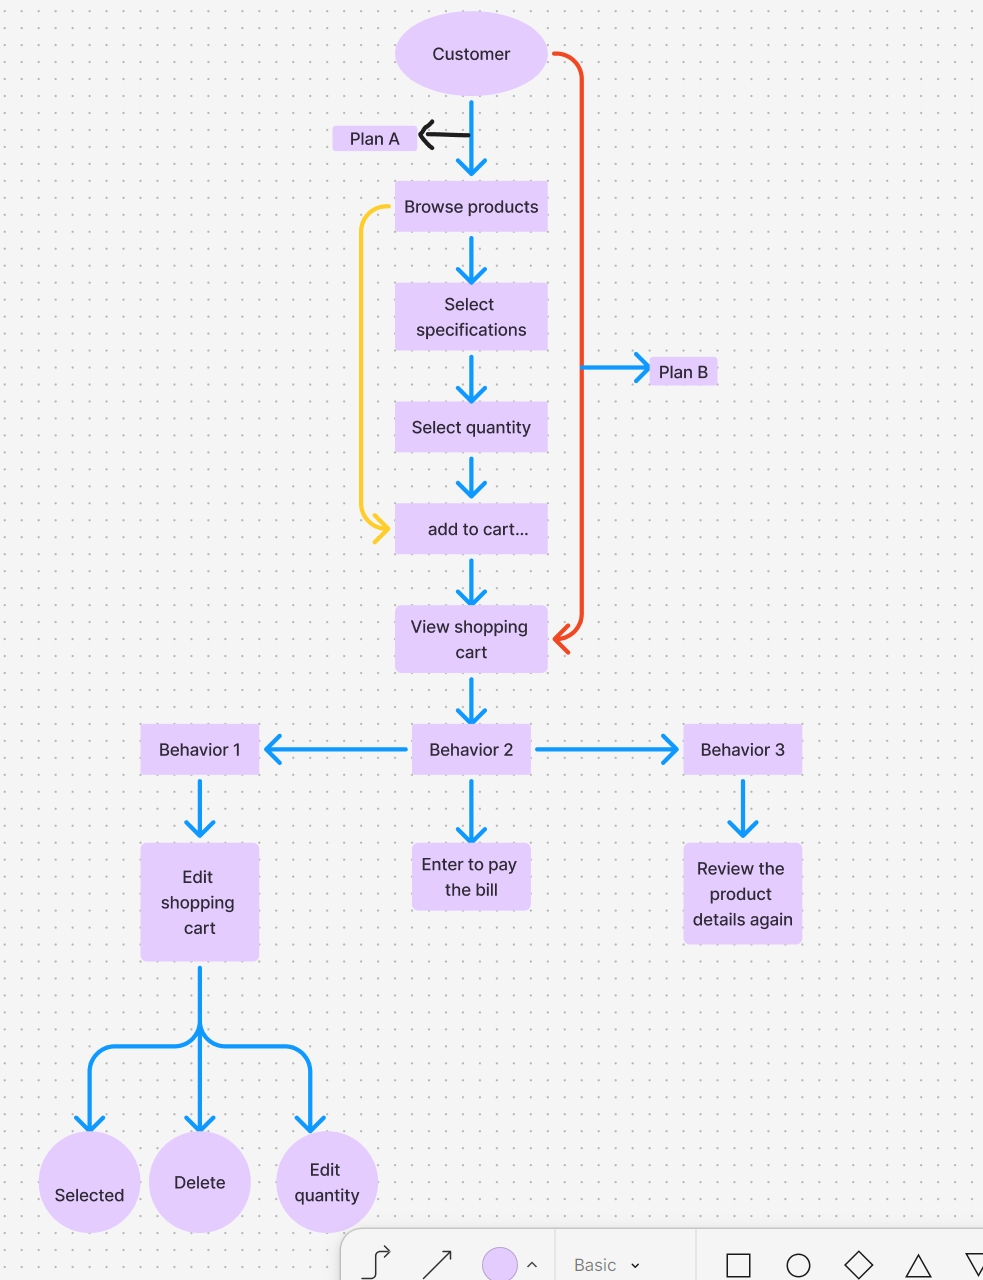 Customer
Plan A
Browse products
Select
specifications
Plan B
Select quantity
add to cart...
View shopping
cart
Behavior 1
Behavior 2
Behavior 3
Edit
shopping
cart
Enter to pay
the bill
Review the
product
details again
Selected
Delete
Edit
quantity
Basic